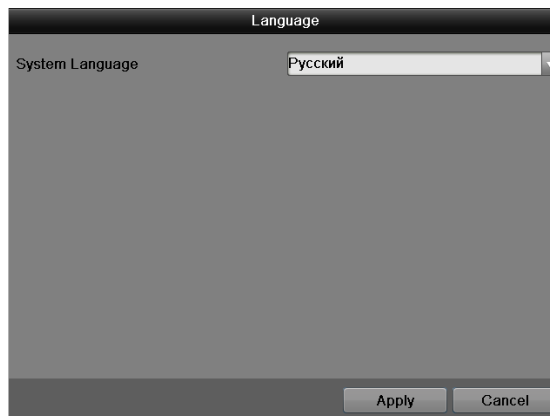 Language
System Language Русский
Apply Cancel